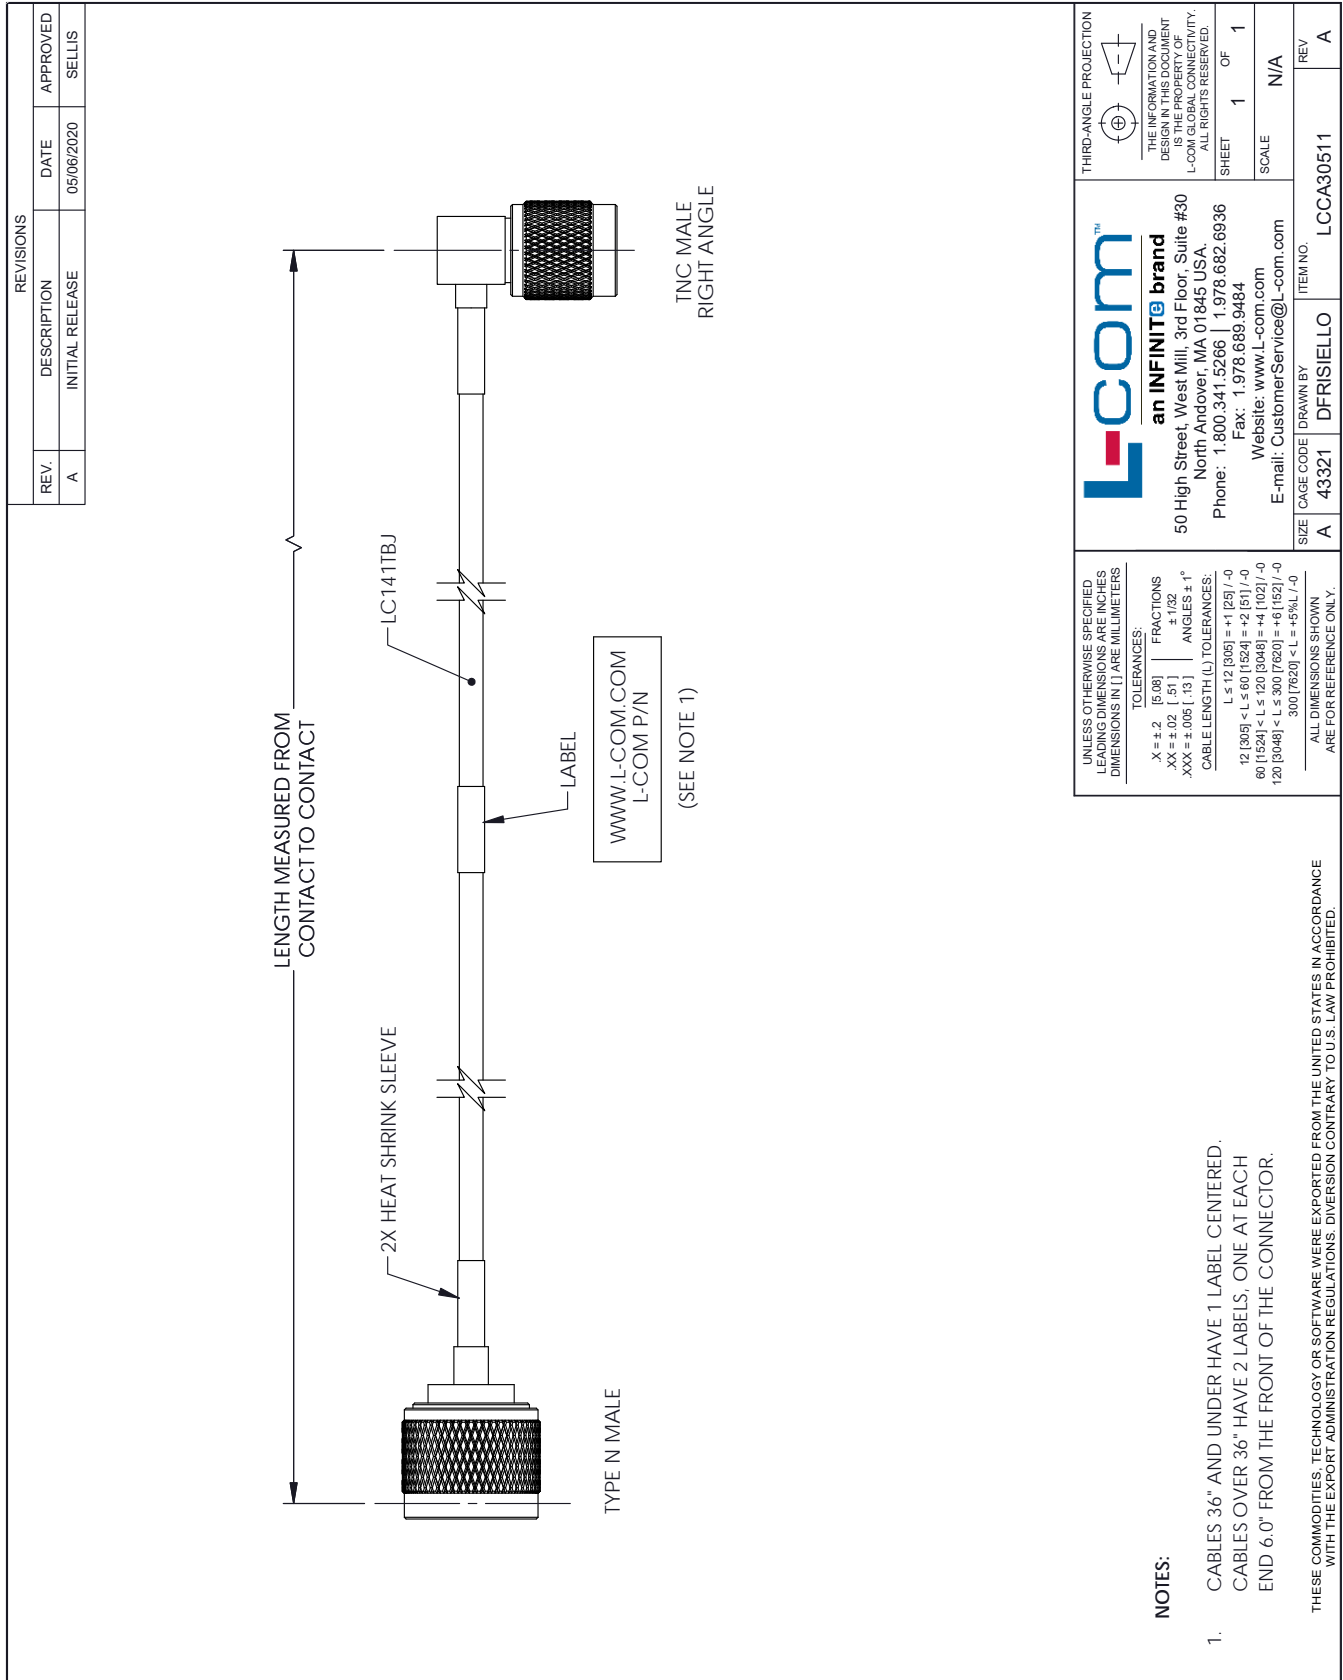 REVISIONS
REV. DESCRIPTION DATE APPROVED
A INITIAL RELEASE 05/06/2020 SELLIS
LENGTH MEASURED FROM
CONTACT TO CONTACT
2X HEAT SHRINK SLEEVE
LC141TBJ
LABEL
WWW.L-COM.COM
L-COM P/N
(SEE NOTE 1)
TYPE N MALE
TNC MALE
RIGHT ANGLE
NOTES:
1. CABLES 36" AND UNDER HAVE 1 LABEL CENTERED.
CABLES OVER 36" HAVE 2 LABELS, ONE AT EACH
END 6.0" FROM THE FRONT OF THE CONNECTOR.
THESE COMMODITIES, TECHNOLOGY OR SOFTWARE WERE EXPORTED FROM THE UNITED STATES IN ACCORDANCE
WITH THE EXPORT ADMINISTRATION REGULATIONS. DIVERSION CONTRARY TO U.S. LAW PROHIBITED.
UNLESS OTHERWISE SPECIFIED
LEADING DIMENSIONS ARE INCHES
DIMENSIONS IN [ ] ARE MILLIMETERS
TOLERANCES:
.X = ±.2 [5.08] FRACTIONS
.XX = ±.02 [.51] ± 1/32
.XXX = ±.005 [.13] ANGLES ± 1°
CABLE LENGTH (L) TOLERANCES:
L ≤ 12 [305] = +1 [25] / -0
12 [305] < L ≤ 60 [1524] = +2 [51] / -0
60 [1524] < L ≤ 120 [3048] = +4 [102] / -0
120 [3048] < L ≤ 300 [7620] = +6 [152] / -0
300 [7620] < L = +5%L / -0
ALL DIMENSIONS SHOWN
ARE FOR REFERENCE ONLY.
L-com™
an INFINITe brand
50 High Street, West Mill, 3rd Floor, Suite #30
North Andover, MA 01845 USA.
Phone: 1.800.341.5266 | 1.978.682.6936
Fax: 1.978.689.9484
Website: www.L-com.com
E-mail: CustomerService@L-com.com
THIRD-ANGLE PROJECTION
THE INFORMATION AND
DESIGN IN THIS DOCUMENT
IS THE PROPERTY OF
L-COM GLOBAL CONNECTIVITY.
ALL RIGHTS RESERVED.
SHEET 1 OF 1
SCALE N/A
SIZE CAGE CODE DRAWN BY ITEM NO. REV
A 43321 DFRISIELLO LCCA30511 A